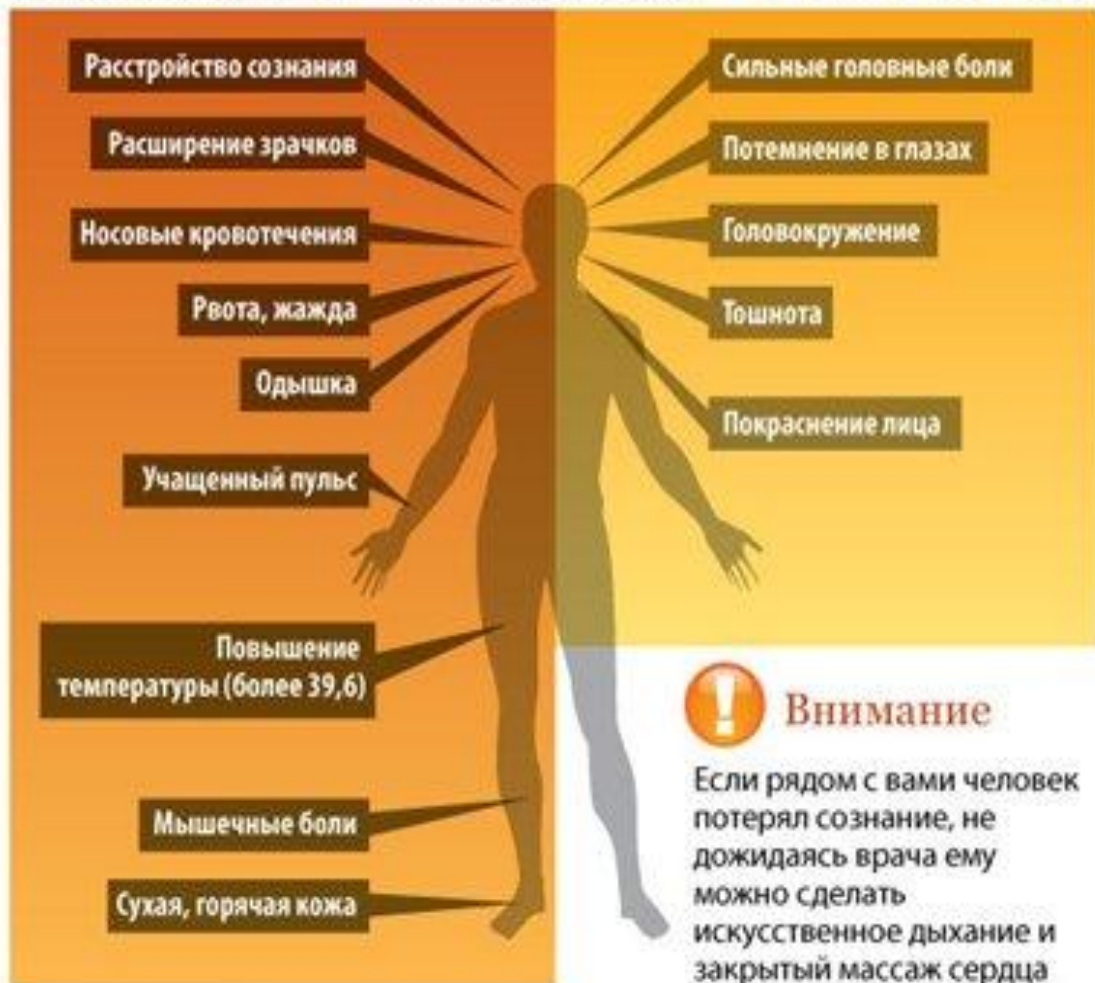 Расстройство сознания
Расширение зрачков
Носовые кровотечения
Рвота, жажда
Одышка
Учащенный пульс
Повышение
температуры (более 39,6)
Мышечные боли
Сухая, горячая кожа
Сильные головные боли
Потемнение в глазах
Головокружение
Тошнота
Покраснение лица
Внимание
Если рядом с вами человек
потерял сознание, не
дожидаясь врача ему
можно сделать
искусственное дыхание и
закрытый массаж сердца